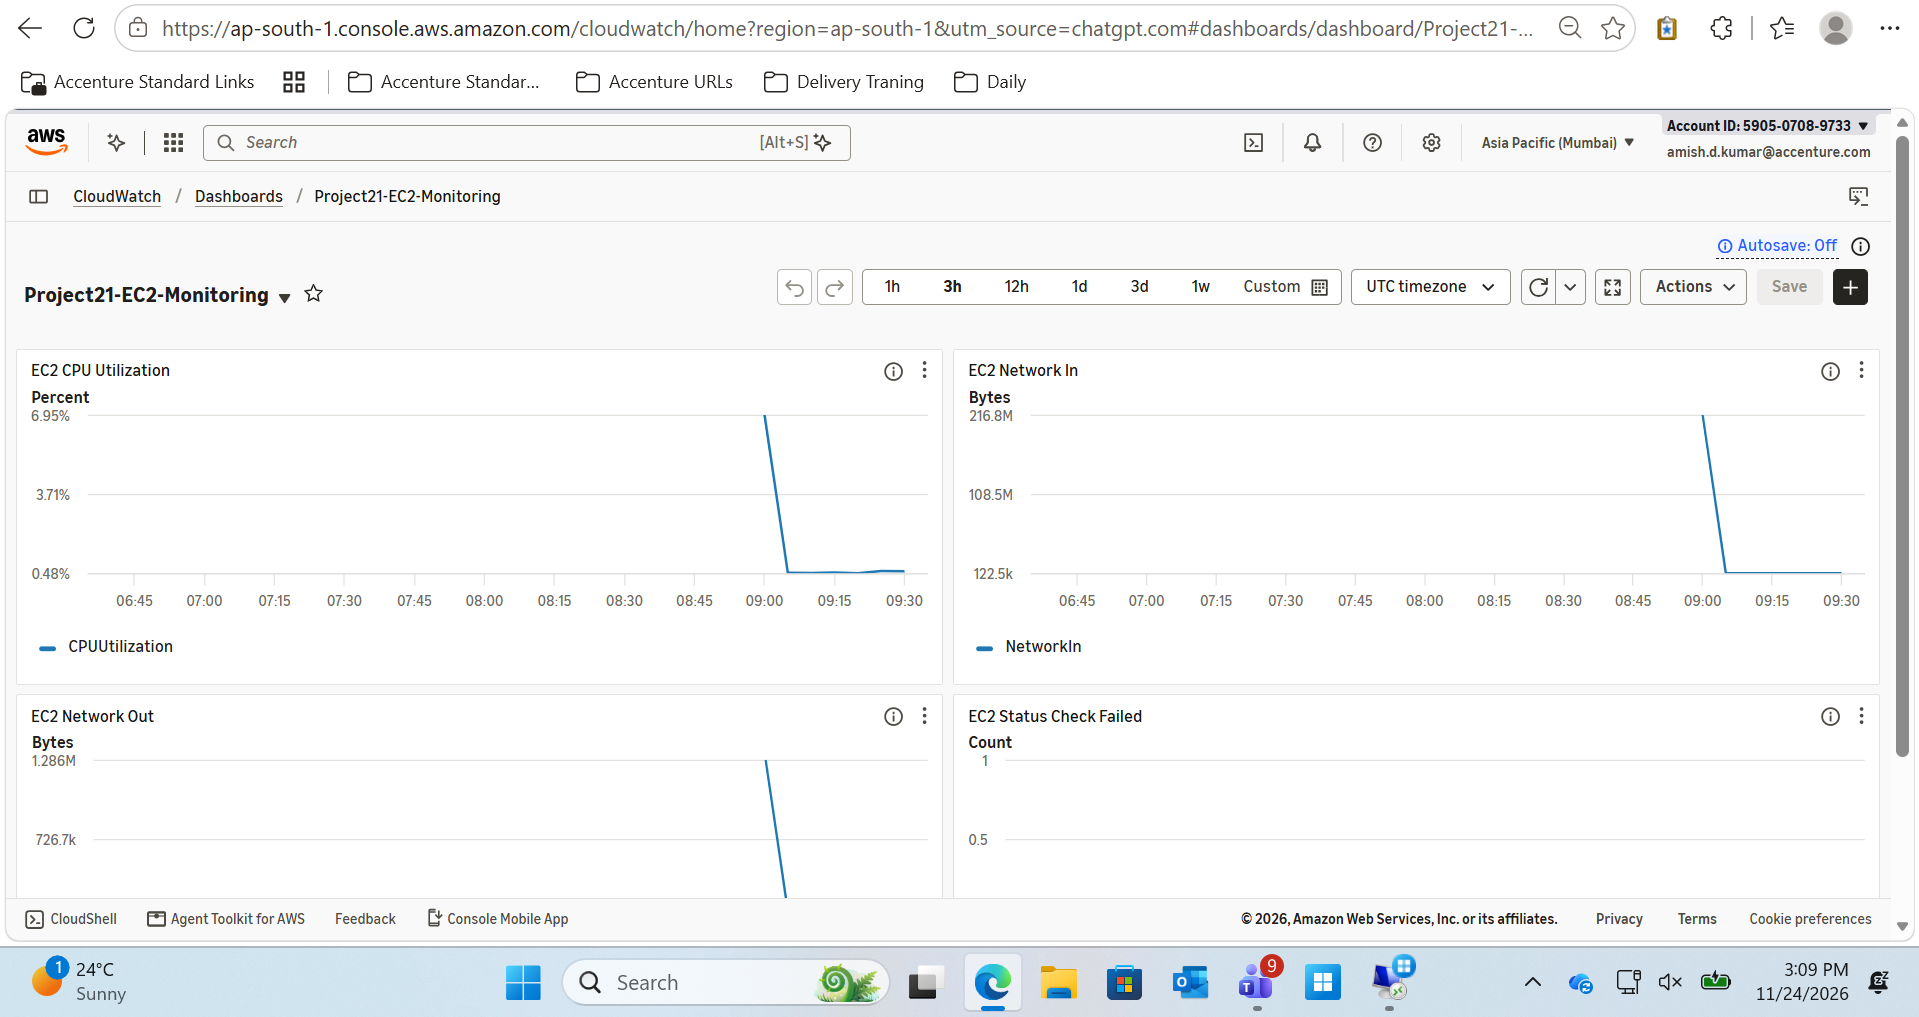 https://ap-south-1.console.aws.amazon.com/cloudwatch/home?region=ap-south-1&utm_source=chatgpt.com#dashboards/dashboard/Project21-...
Accenture Standard Links
Accenture Standar...
Accenture URLs
Delivery Traning
Daily
aws
Search
[Alt+S]
Asia Pacific (Mumbai)
Account ID: 5905-0708-9733
amish.d.kumar@accenture.com
CloudWatch / Dashboards / Project21-EC2-Monitoring
Autosave: Off
Project21-EC2-Monitoring
1h 3h 12h 1d 3d 1w Custom
UTC timezone
Actions
Save
EC2 CPU Utilization
Percent
6.95%
3.71%
0.48%
06:45 07:00 07:15 07:30 07:45 08:00 08:15 08:30 08:45 09:00 09:15 09:30
CPUUtilization
EC2 Network In
Bytes
216.8M
108.5M
122.5k
06:45 07:00 07:15 07:30 07:45 08:00 08:15 08:30 08:45 09:00 09:15 09:30
NetworkIn
EC2 Network Out
Bytes
1.286M
726.7k
EC2 Status Check Failed
Count
1
0.5
CloudShell
Agent Toolkit for AWS
Feedback
Console Mobile App
© 2026, Amazon Web Services, Inc. or its affiliates.
Privacy
Terms
Cookie preferences
1
24°C
Sunny
Search
9
3:09 PM
11/24/2026